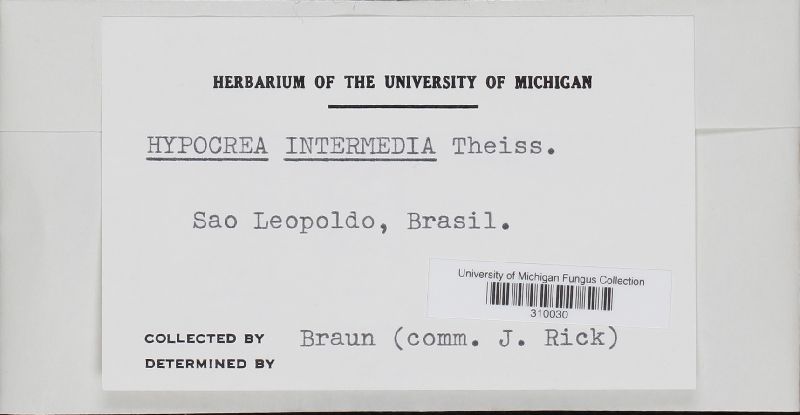 HERBARIUM OF THE UNIVERSITY OF MICHIGAN
HYPOCREA INTERMEDIA Theiss.
Sao Leopoldo, Brasil.
University of Michigan Fungus Collection
310030
COLLECTED BY Braun (comm. J. Rick)
DETERMINED BY